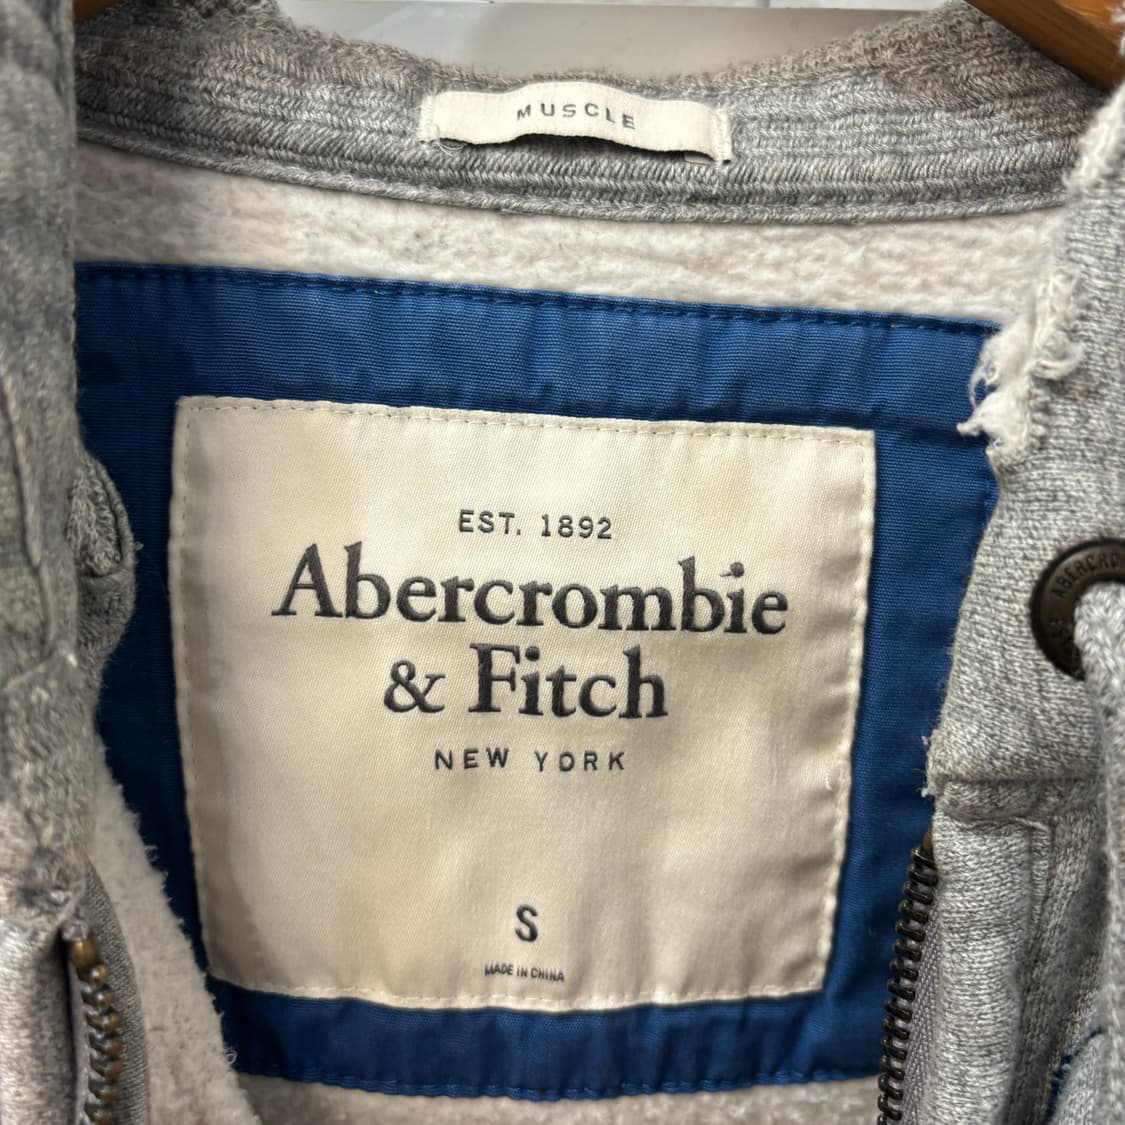 MUSCLE
EST. 1892
Abercrombie
& Fitch
NEW YORK
S
MADE IN CHINA